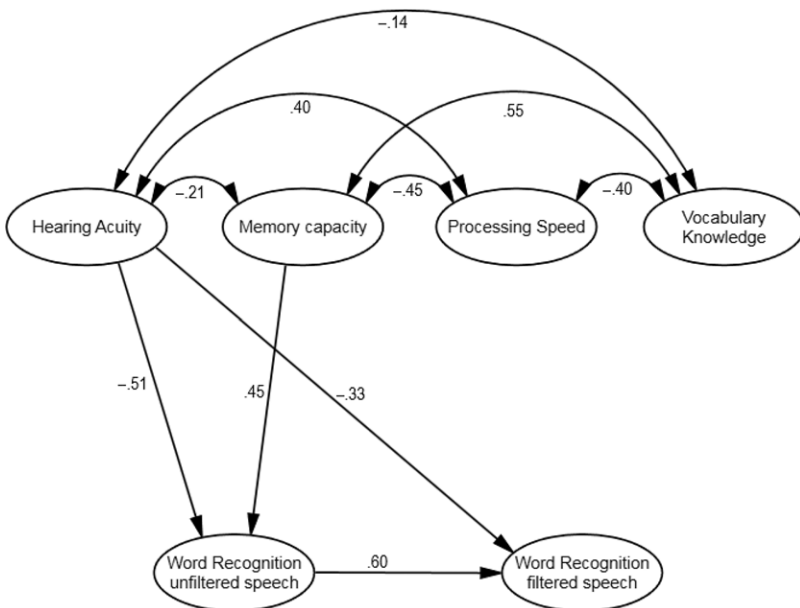 –.14
.40
.55
–.21
–.45
–.40
Hearing Acuity
Memory capacity
Processing Speed
Vocabulary
Knowledge
–.51
.45
–.33
Word Recognition
unfiltered speech
.60
Word Recognition
filtered speech